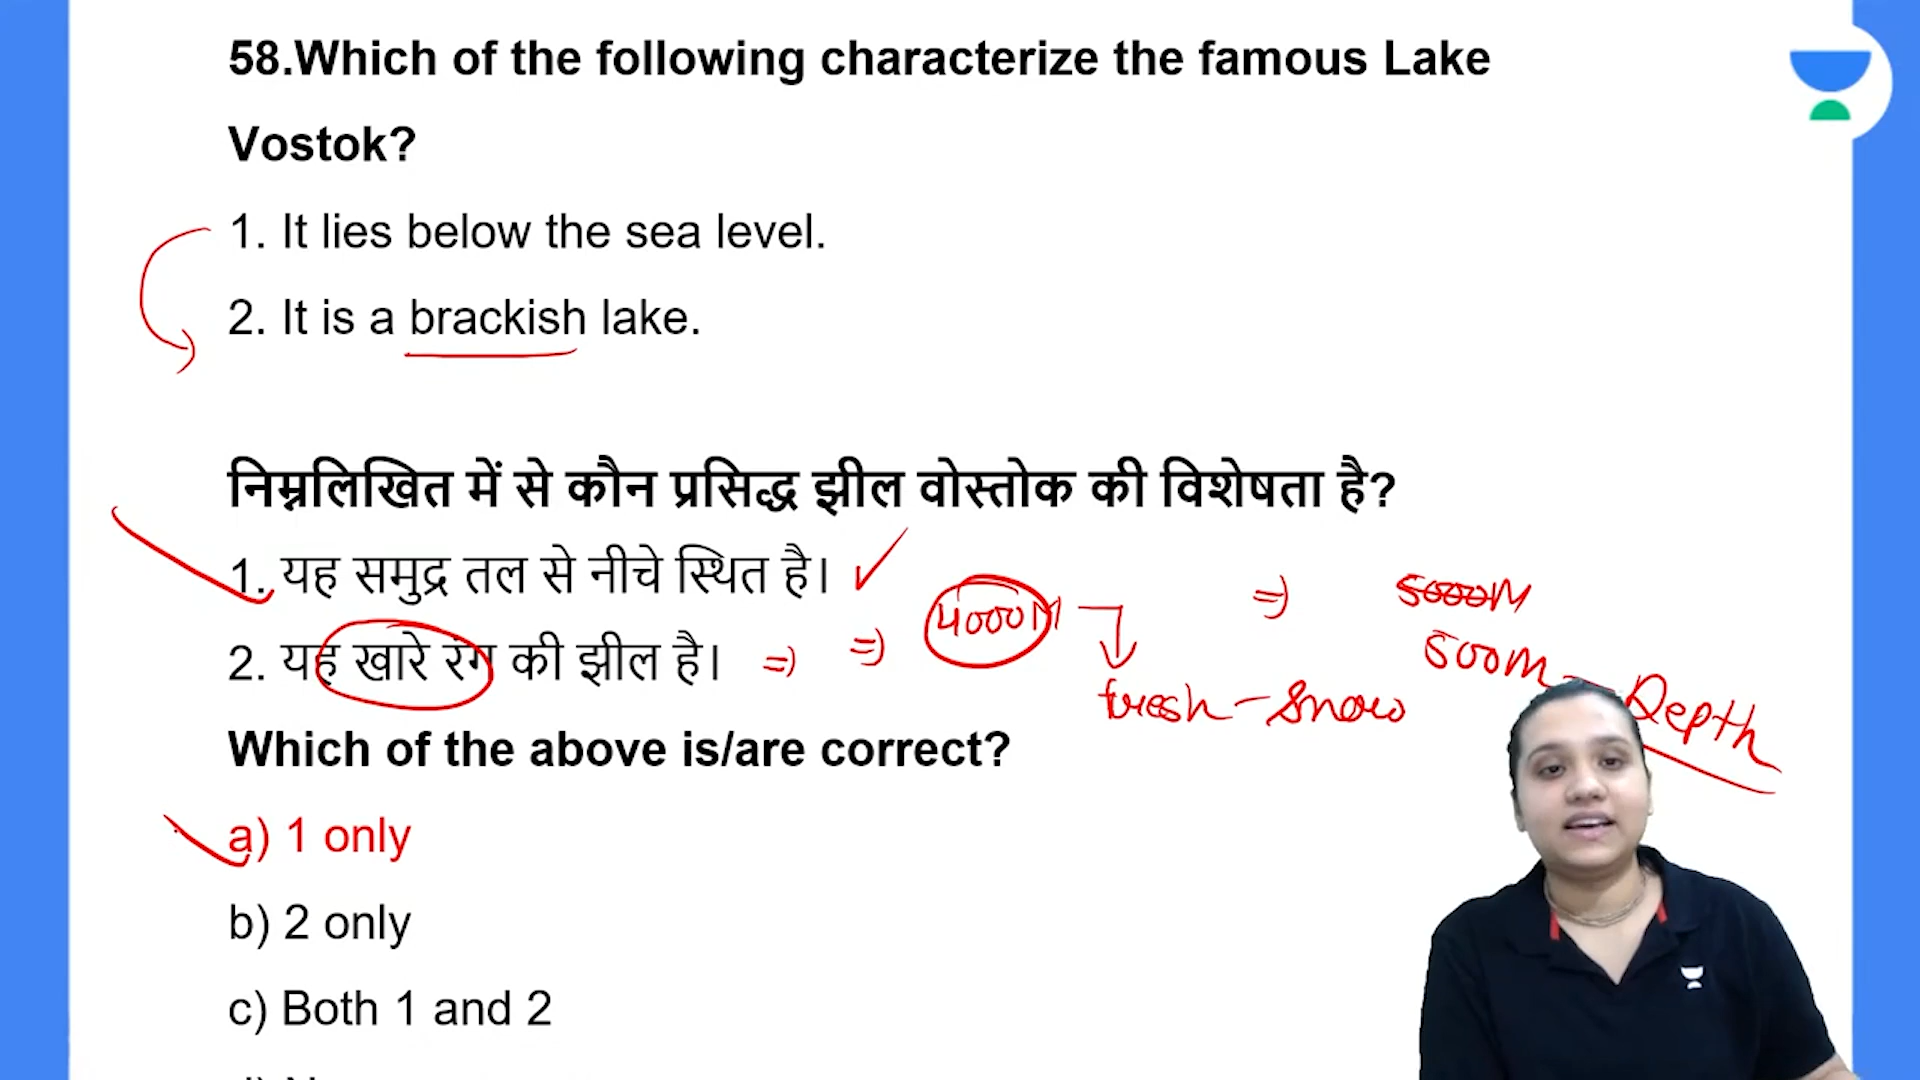 58.Which of the following characterize the famous Lake
Vostok?
1. It lies below the sea level.
2. It is a brackish lake.
निम्नलिखित में से कौन प्रसिद्ध झील वोस्तोक की विशेषता है?
1. यह समुद्र तल से नीचे स्थित है।
5000M
4000M
2. यह खारे रंग की झील है। => =>
=>
500m - Depth
fresh - Snow
Which of the above is/are correct?
a) 1 only
b) 2 only
c) Both 1 and 2